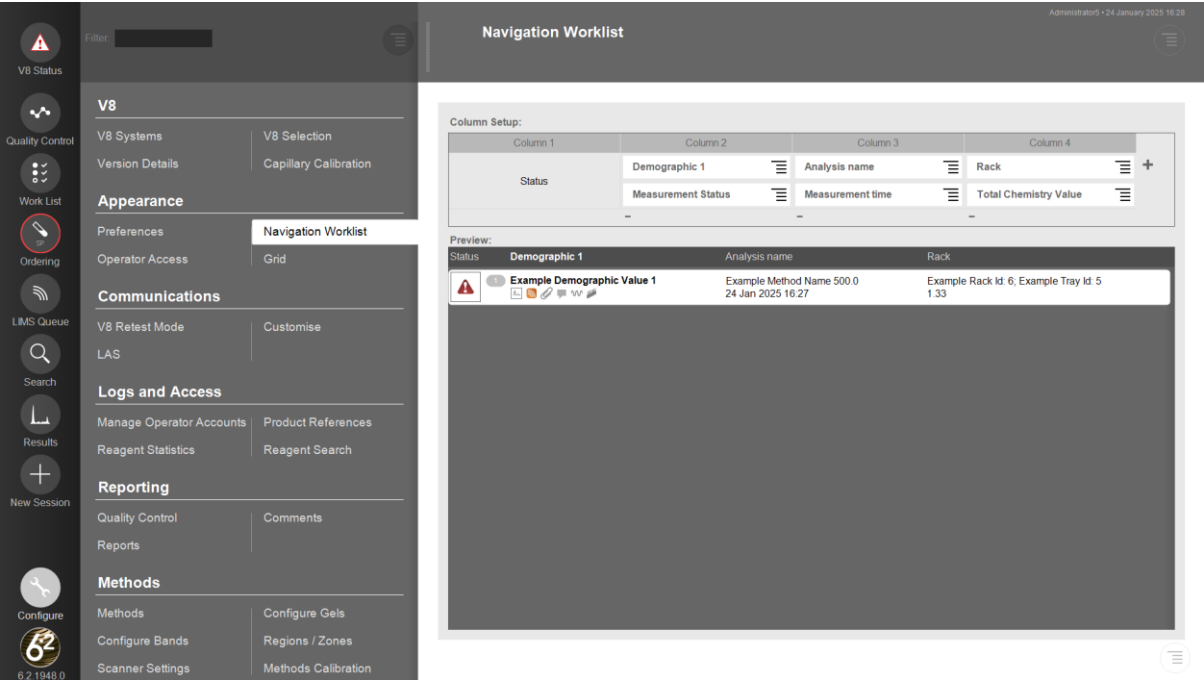 Administrator5 • 24 January 2025 16:28
V8 Status
Quality Control
Work List
SP
Ordering
LIMS Queue
Search
Results
New Session
Configure
6.2
6.2.1948.0
Filter:
V8
V8 Systems
V8 Selection
Version Details
Capillary Calibration
Appearance
Preferences
Navigation Worklist
Operator Access
Grid
Communications
V8 Retest Mode
Customise
LAS
Logs and Access
Manage Operator Accounts
Product References
Reagent Statistics
Reagent Search
Reporting
Quality Control
Comments
Reports
Methods
Methods
Configure Gels
Configure Bands
Regions / Zones
Scanner Settings
Methods Calibration
Navigation Worklist
Column Setup:
Column 1 Column 2 Column 3 Column 4
Status
Demographic 1 Analysis name Rack +
Measurement Status Measurement time Total Chemistry Value
– – –
Preview:
Status Demographic 1 Analysis name Rack
1 Example Demographic Value 1 Example Method Name 500.0 Example Rack Id: 6; Example Tray Id: 5
24 Jan 2025 16:27 1.33